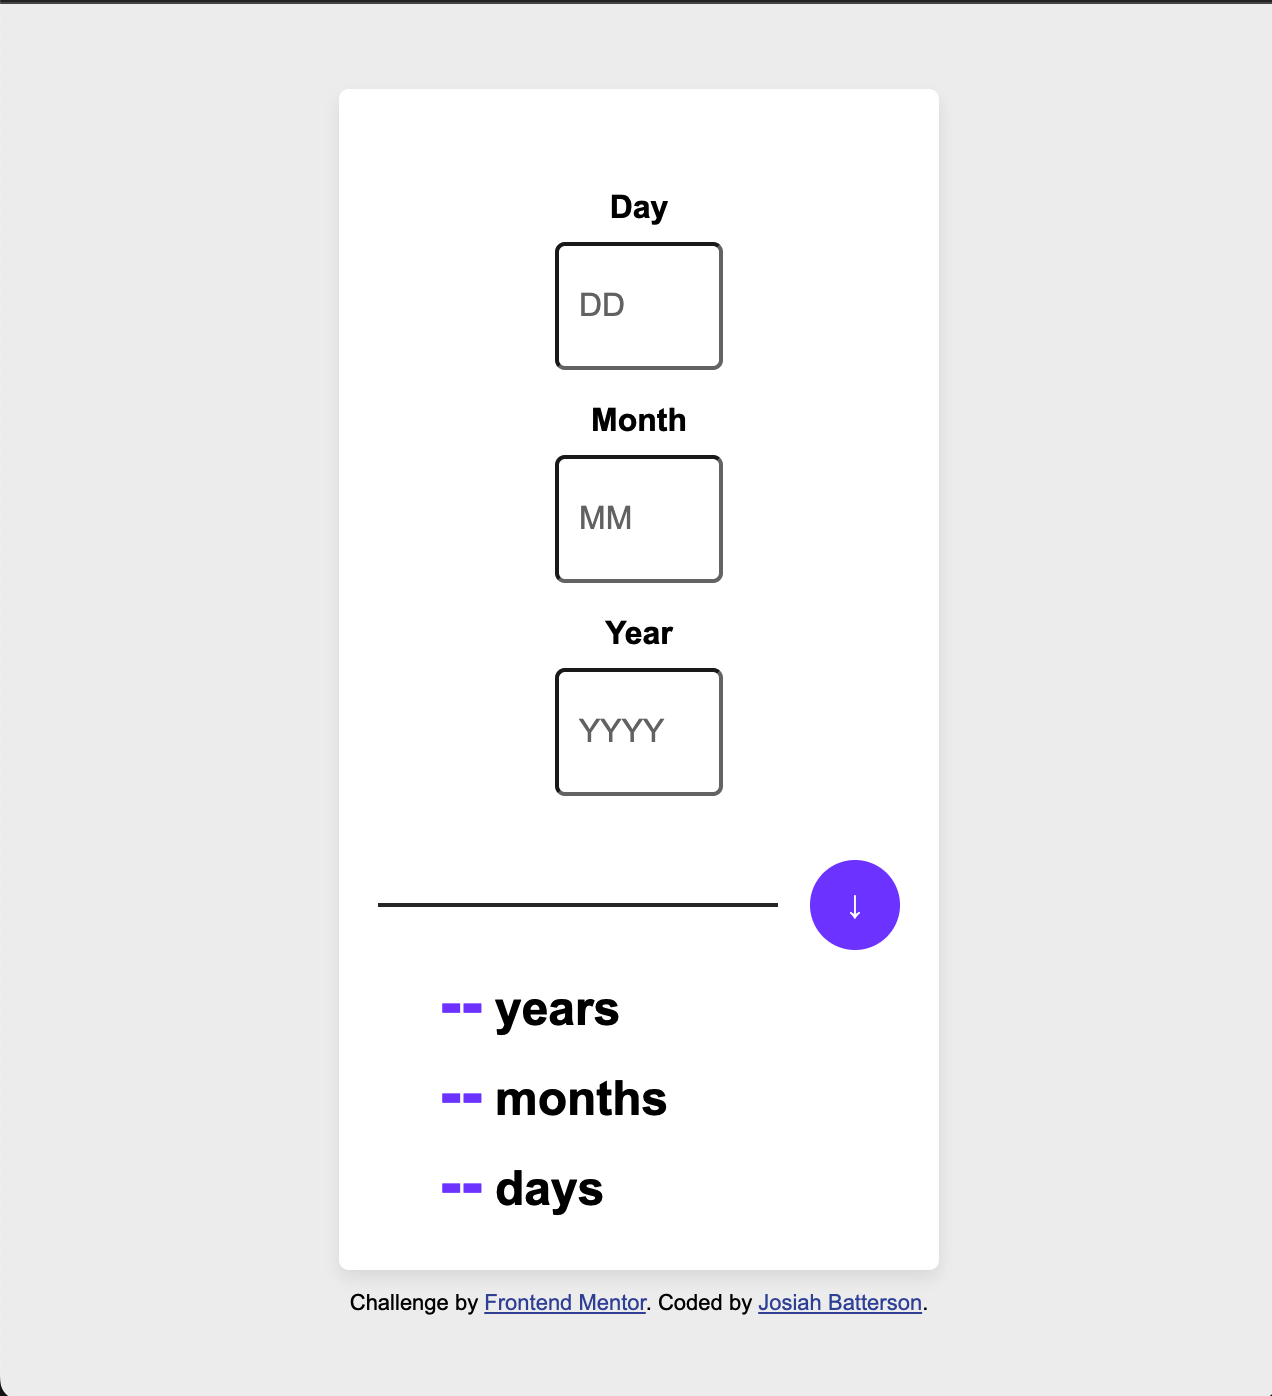 Day
DD
Month
MM
Year
YYYY
↓
-- years
-- months
-- days
Challenge by Frontend Mentor. Coded by Josiah Batterson.